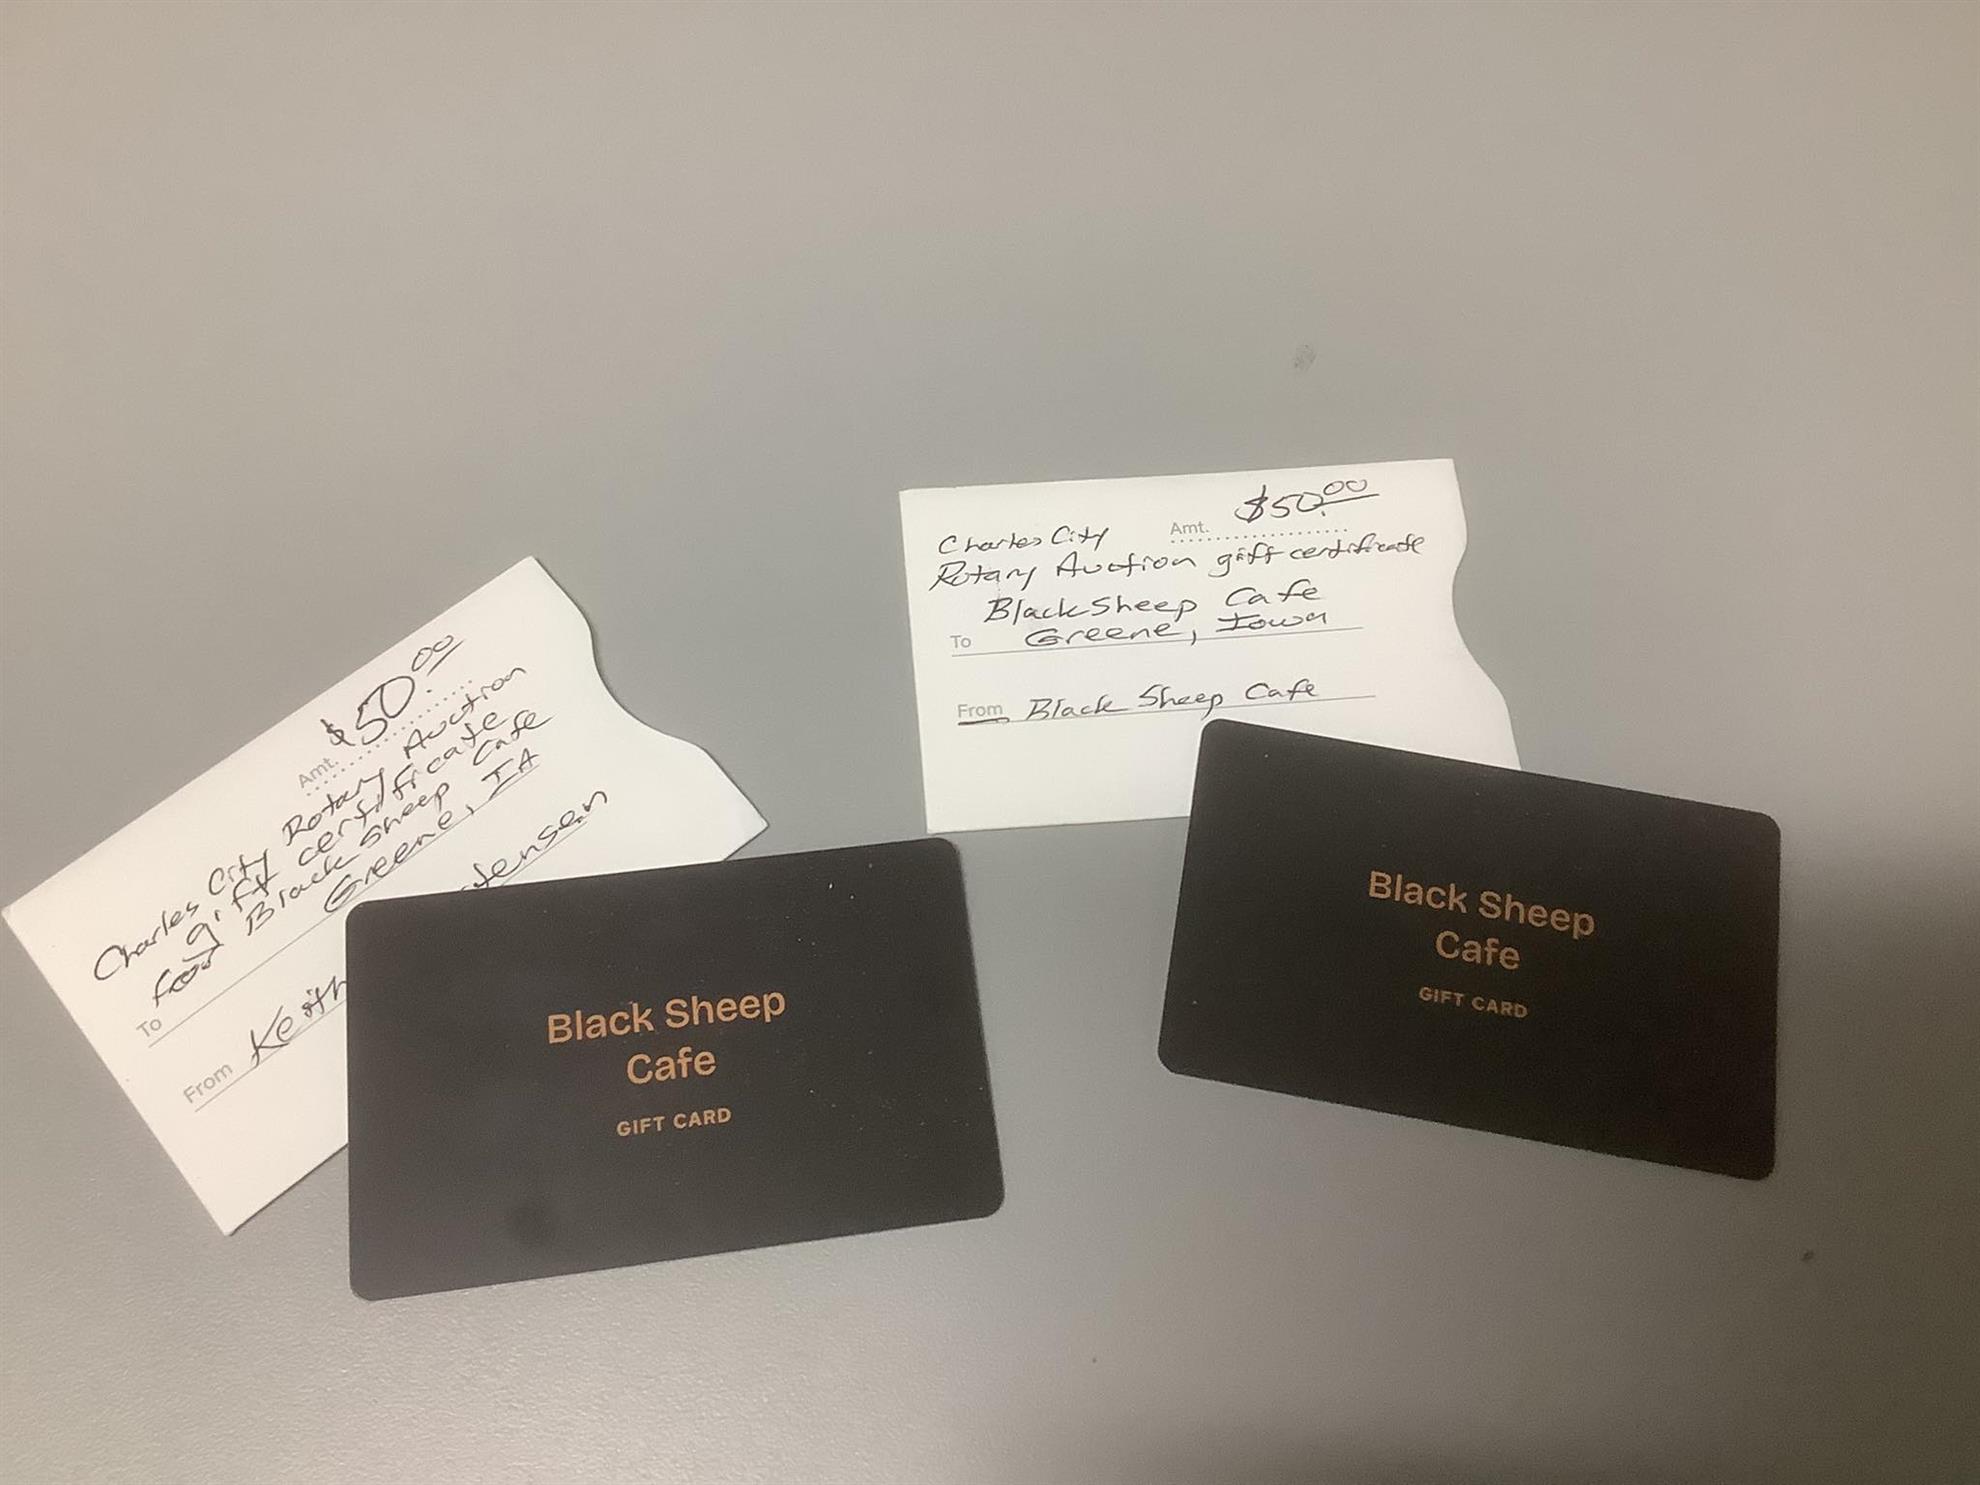 $50.00
Amt.
Charles City Rotary Auction
gift certificate
for Black Sheep Cafe
To Greene, IA
From Keith tensen
Black Sheep
Cafe
GIFT CARD
Amt. $50.00
Charles City
Rotary Auction gift certificate
Black Sheep Cafe
To Greene, Iowa
From Black Sheep Cafe
Black Sheep
Cafe
GIFT CARD